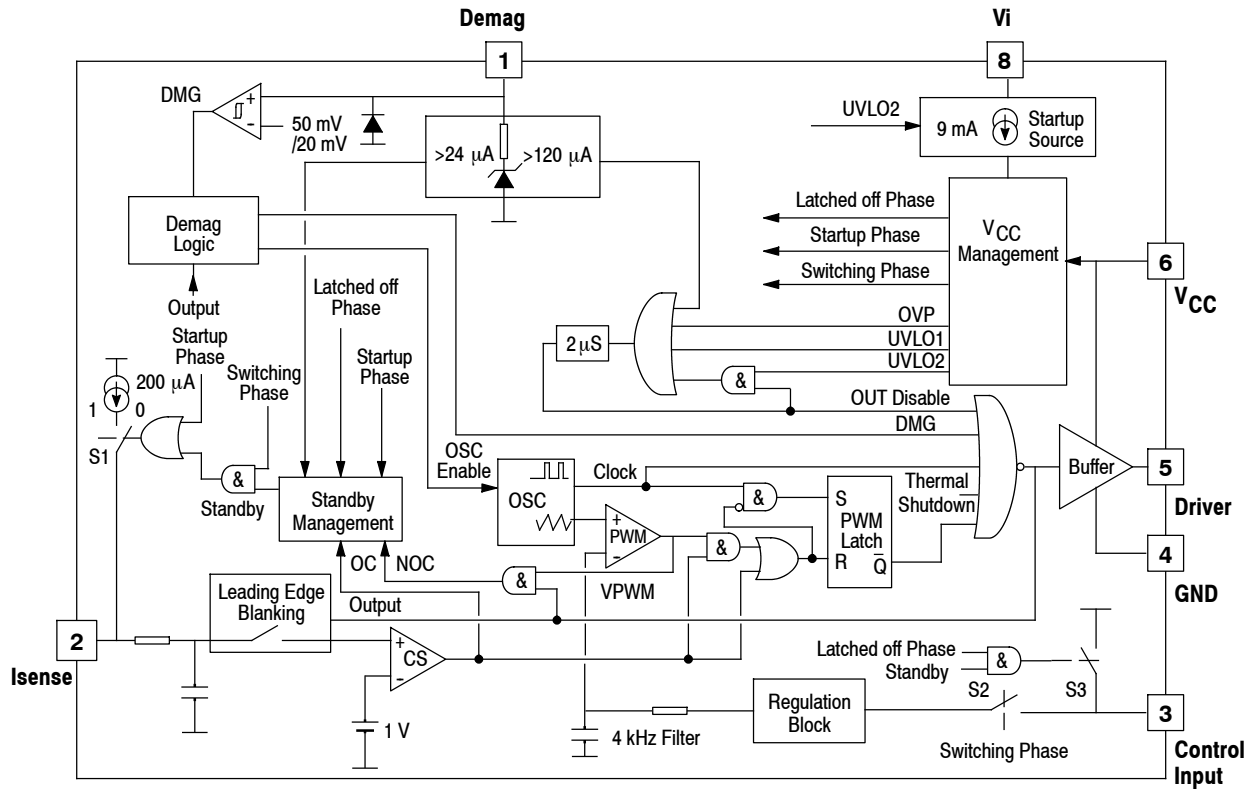 Demag
Vi
1
8
DMG
+
−
50 mV
/20 mV
UVLO2
9 mA
Startup
Source
>24 μA
>120 μA
Demag
Logic
Latched off Phase
Startup Phase
Switching Phase
VCC
Management
6
VCC
Output
Latched off
Phase
Startup
Phase
Switching
Phase
Startup
Phase
200 μA
1
0
S1
2 μS
OVP
UVLO1
UVLO2
&
OUT Disable
DMG
OSC
Enable
OSC
Clock
&
S
PWM
Latch
R
Q̅
Thermal
Shutdown
Buffer
5
Driver
&
Standby
Standby
Management
+
PWM
−
&
4
GND
OC
NOC
&
VPWM
Leading Edge
Blanking
Output
2
Isense
+
CS
−
1 V
Latched off Phase
Standby
&
S2
S3
4 kHz Filter
Regulation
Block
Switching Phase
3
Control
Input